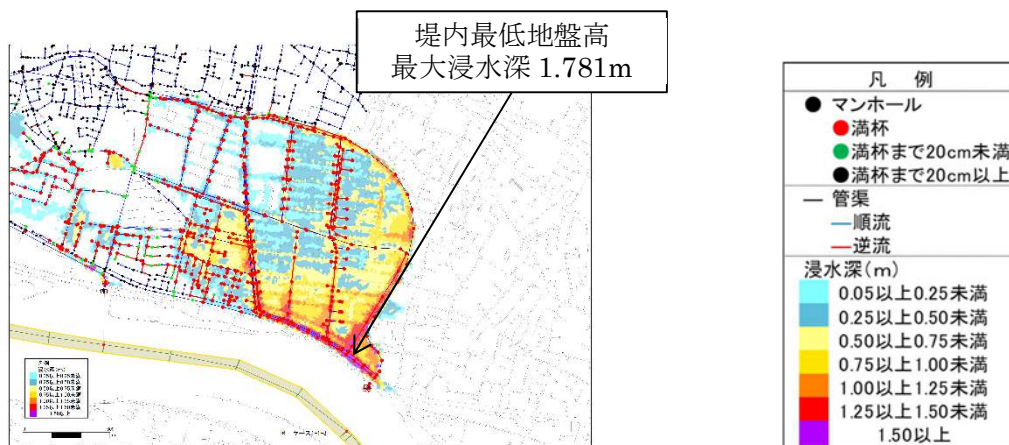 堤内最低地盤高
最大浸水深 1.781m
凡 例
マンホール
満杯
満杯まで20cm未満
満杯まで20cm以上
管渠
順流
逆流
浸水深(m)
0.05以上0.25未満
0.25以上0.50未満
0.50以上0.75未満
0.75以上1.00未満
1.00以上1.25未満
1.25以上1.50未満
1.50以上